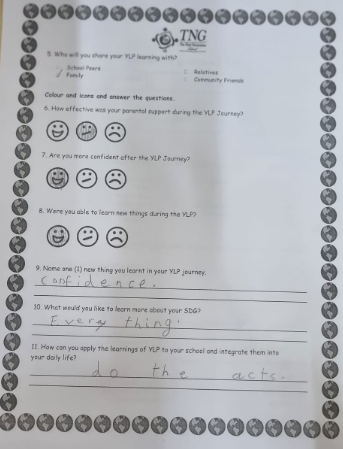 TNG
5. Who will you share your YLP learning with?
School Peers
Relatives
Family
Community Friends
Colour and icons and answer the questions.
6. How effective was your parental support during the YLP Journey?
7. Are you more confident after the YLP Journey?
8. Were you able to learn new things during the YLP?
9. Name one (1) new thing you learnt in your YLP journey.
confidence.
10. What would you like to learn more about your SDG?
Every thing.
11. How can you apply the learnings of YLP to your school and integrate them into
your daily life?
do the acts.